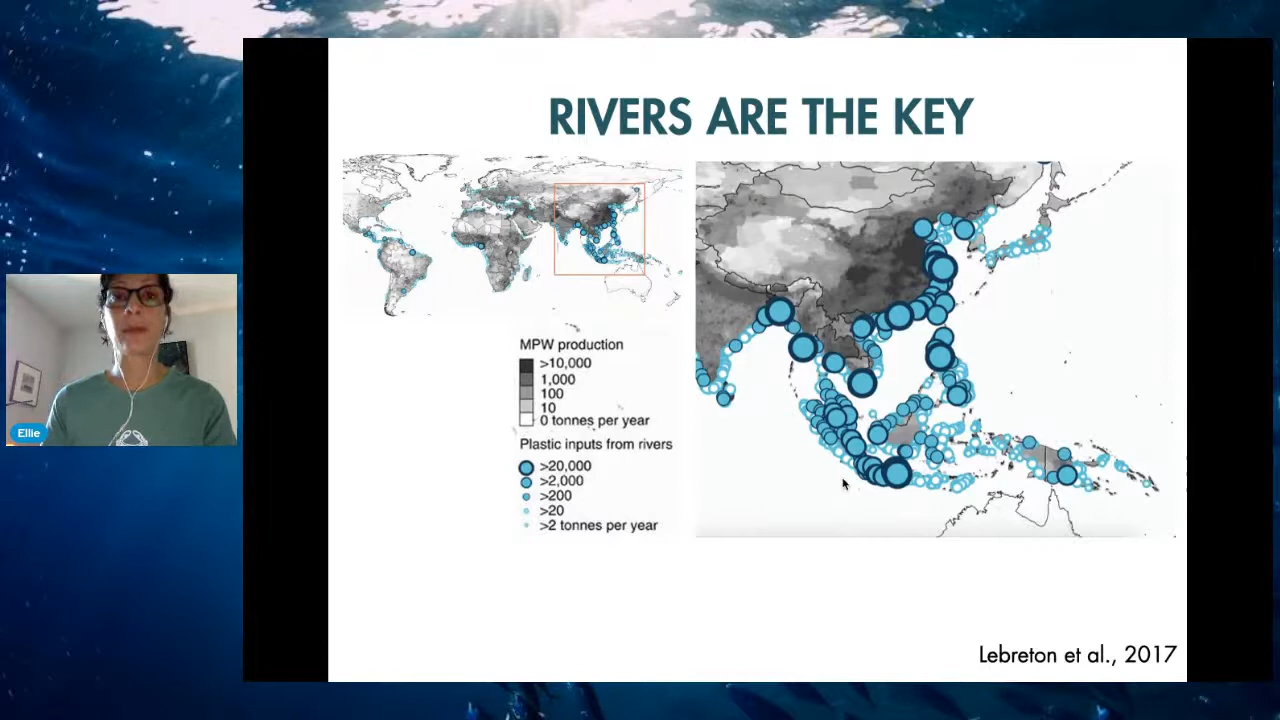 RIVERS ARE THE KEY
MPW production
>10,000
1,000
100
10
0 tonnes per year
Plastic inputs from rivers
>20,000
>2,000
>200
>20
>2 tonnes per year
Ellie
Lebreton et al., 2017